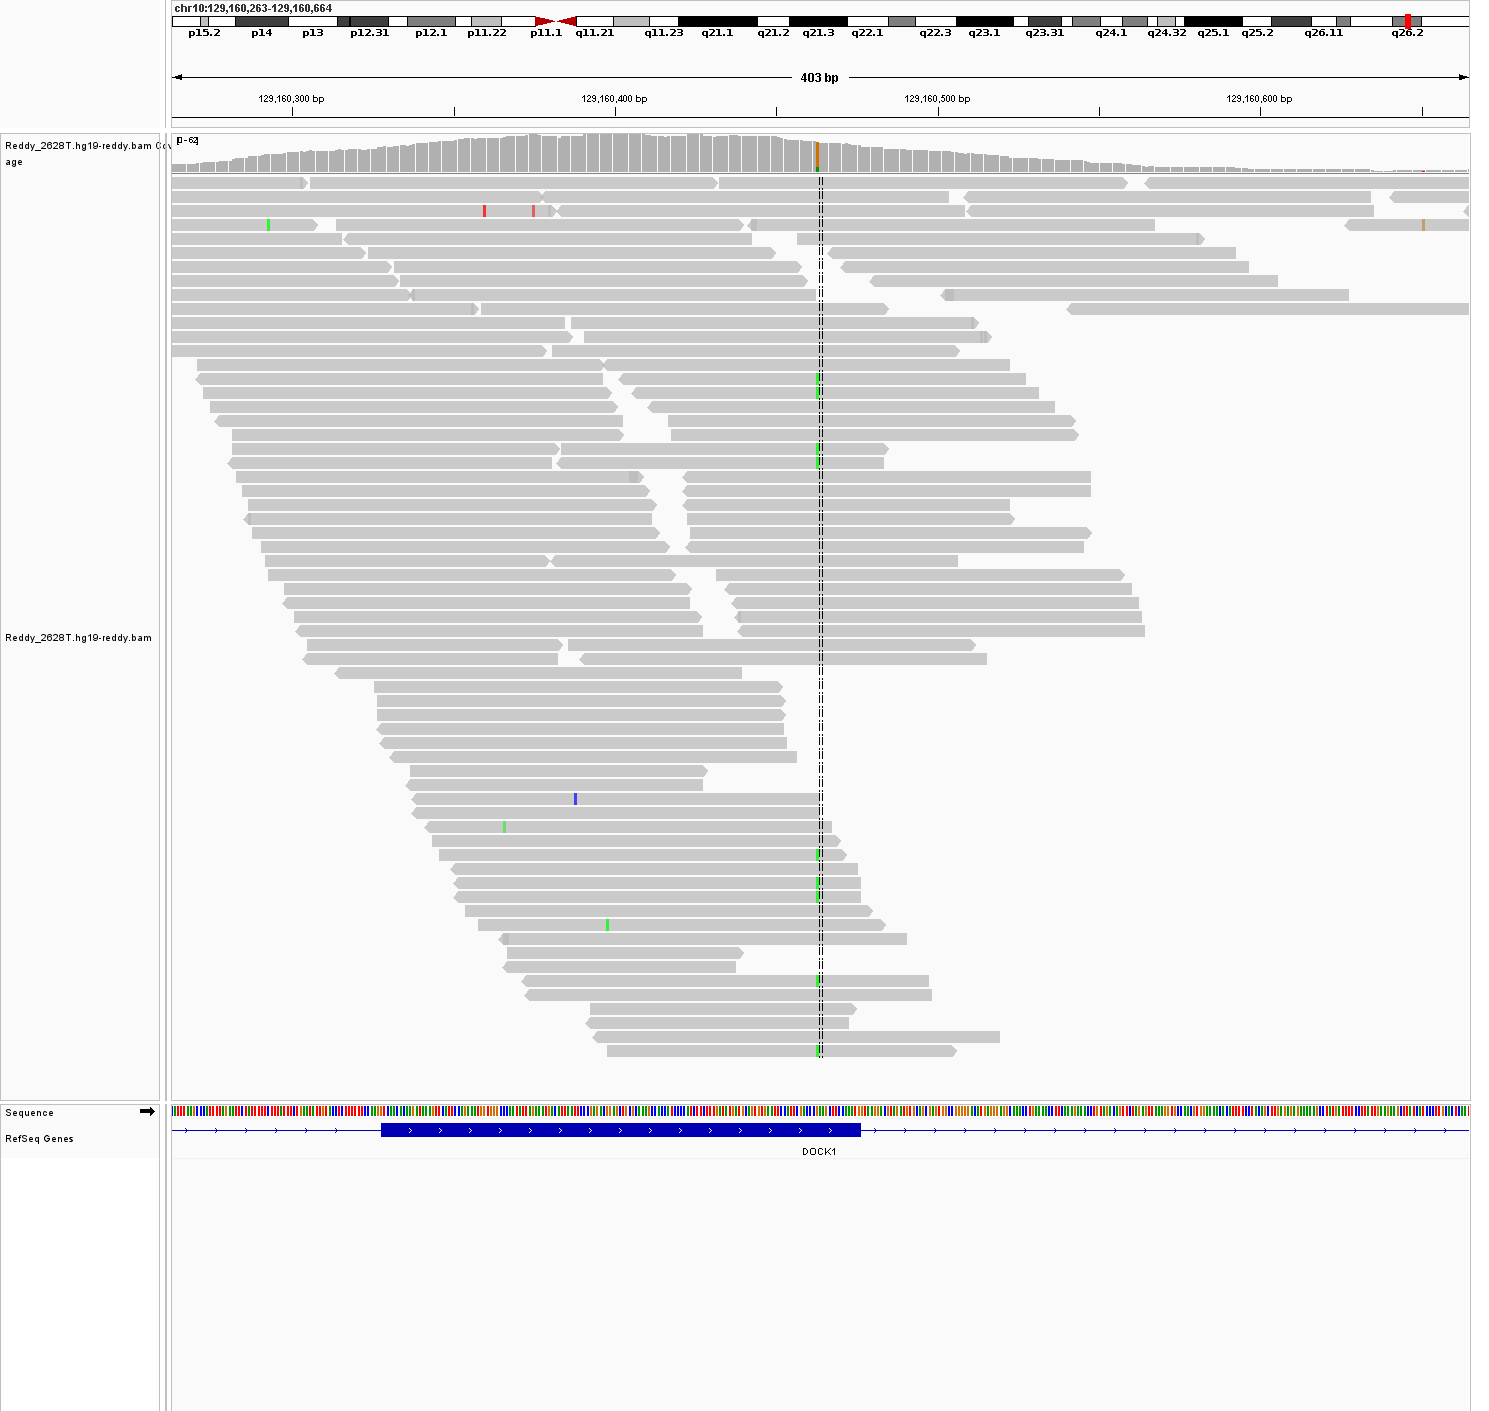 chr10:129,160,263-129,160,664
p15.2 p14 p13 p12.31 p12.1 p11.22 p11.1 q11.21 q11.23 q21.1 q21.2 q21.3 q22.1 q22.3 q23.1 q23.31 q24.1 q24.32 q25.1 q25.2 q26.11 q26.2
403 bp
129,160,300 bp 129,160,400 bp 129,160,500 bp 129,160,600 bp
[0-62]
Reddy_2628T.hg19-reddy.bam Cov
age
Reddy_2628T.hg19-reddy.bam
Sequence
RefSeq Genes
DOCK1